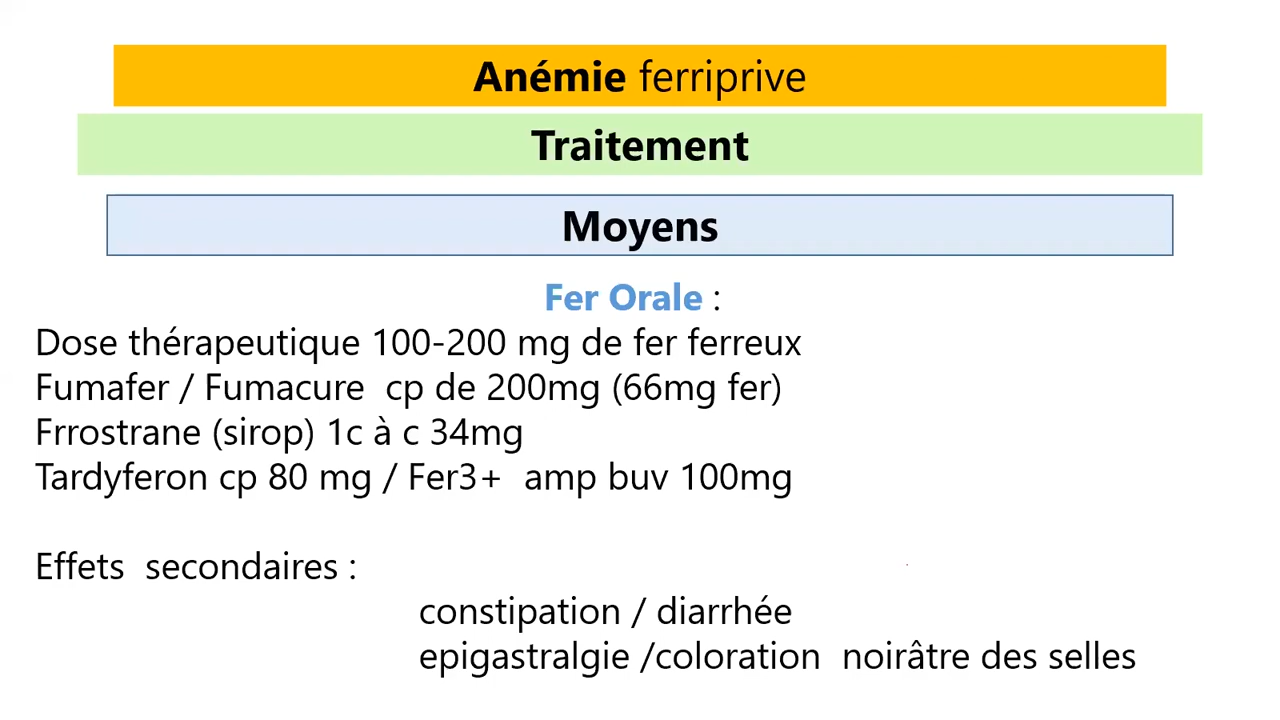 Anémie ferriprive
Traitement
Moyens
Fer Orale :
Dose thérapeutique 100-200 mg de fer ferreux
Fumafer / Fumacure cp de 200mg (66mg fer)
Frrostrane (sirop) 1c à c 34mg
Tardyferon cp 80 mg / Fer3+ amp buv 100mg
Effets secondaires :
constipation / diarrhée
epigastralgie /coloration noirâtre des selles